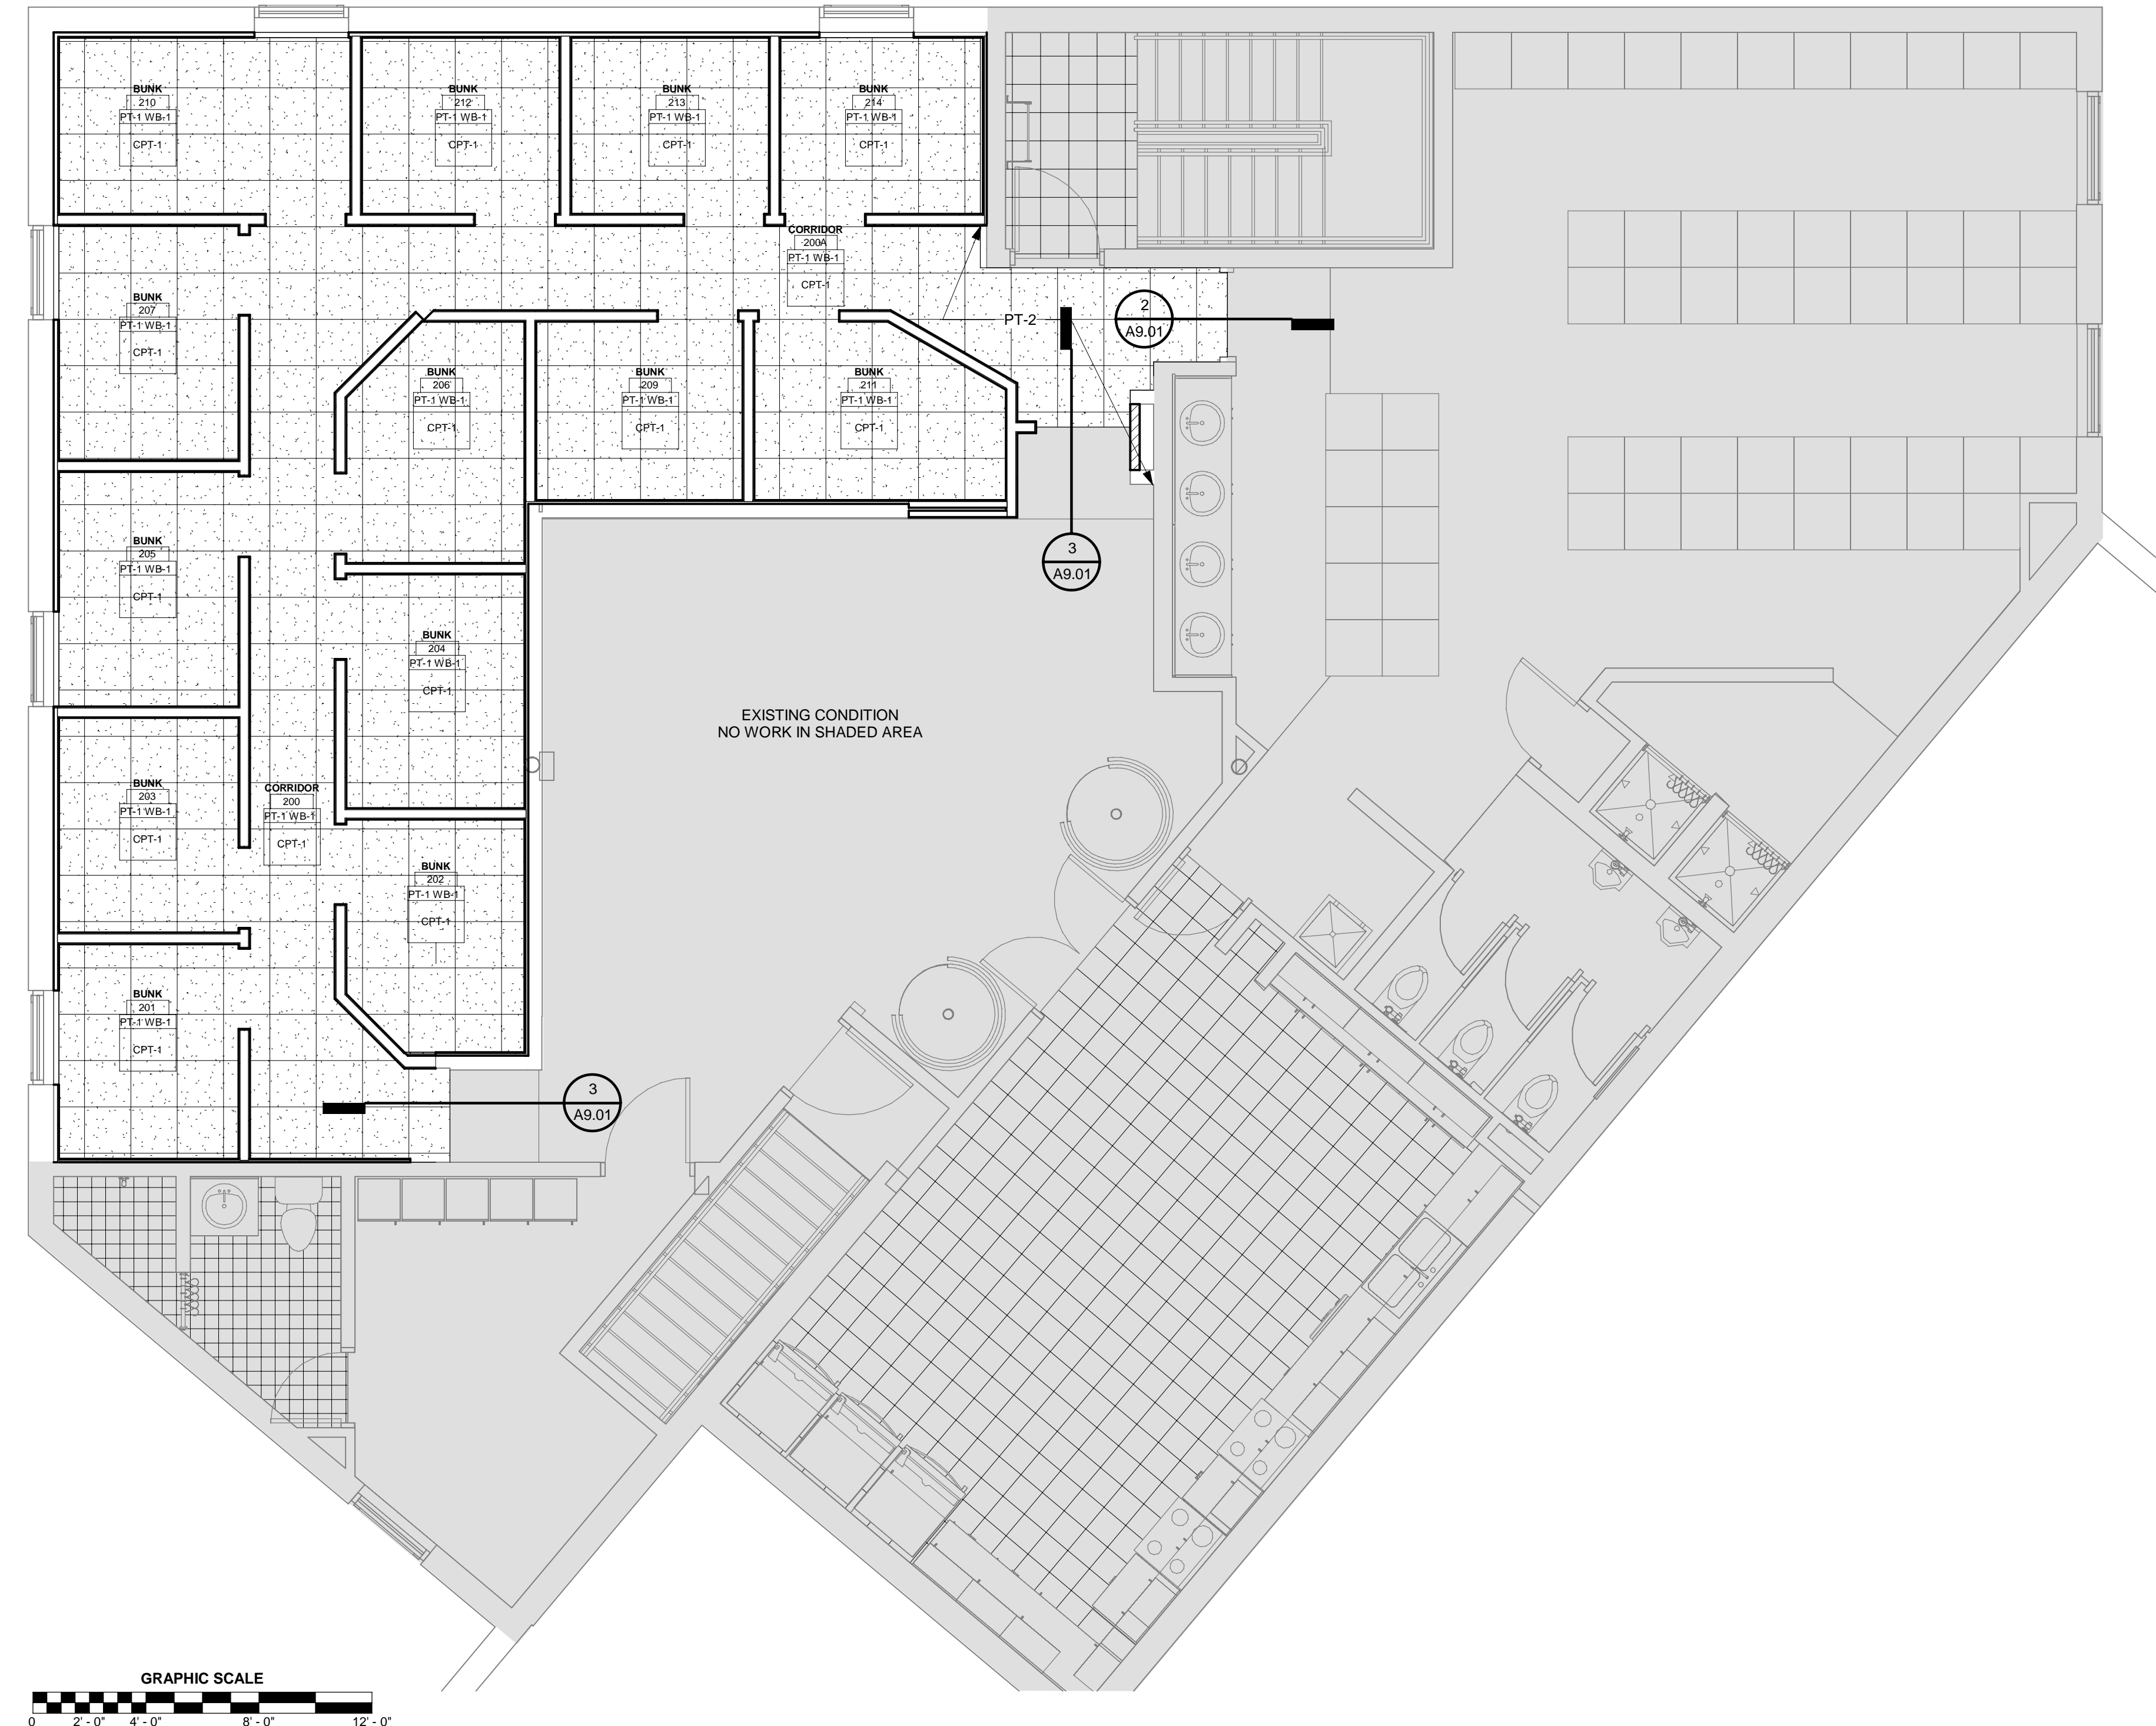 BUNK
210
PT-1 WB-1
CPT-1
BUNK
212
PT-1 WB-1
CPT-1
BUNK
213
PT-1 WB-1
CPT-1
BUNK
214
PT-1 WB-1
CPT-1
CORRIDOR
200A
PT-1 WB-1
CPT-1
BUNK
207
PT-1 WB-1
CPT-1
PT-2
2
A9.01
BUNK
206
PT-1 WB-1
CPT-1
BUNK
209
PT-1 WB-1
CPT-1
BUNK
211
PT-1 WB-1
CPT-1
BUNK
205
PT-1 WB-1
CPT-1
3
A9.01
BUNK
204
PT-1 WB-1
CPT-1
EXISTING CONDITION
NO WORK IN SHADED AREA
BUNK
203
PT-1 WB-1
CPT-1
CORRIDOR
200
PT-1 WB-1
CPT-1
BUNK
202
PT-1 WB-1
CPT-1
BUNK
201
PT-1 WB-1
CPT-1
3
A9.01
GRAPHIC SCALE
0 2' - 0" 4' - 0" 8' - 0" 12' - 0"